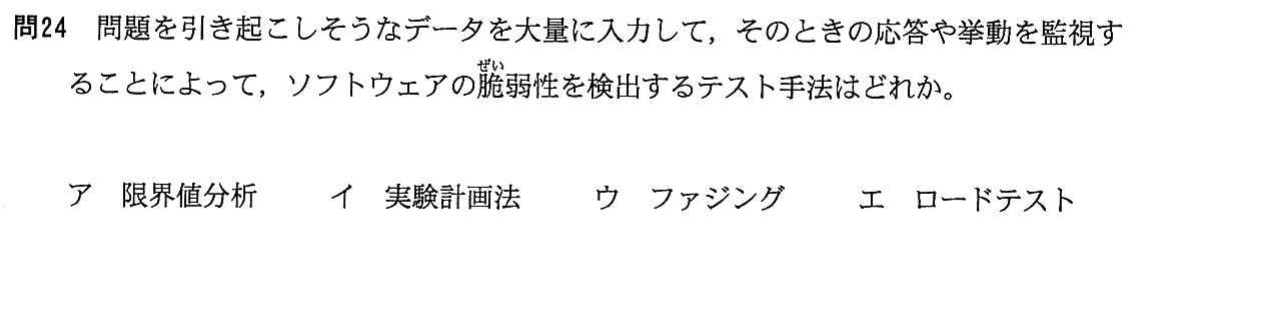 問24 問題を引き起こしそうなデータを大量に入力して，そのときの応答や挙動を監視す
ぜい
ることによって，ソフトウェアの脆弱性を検出するテスト手法はどれか。
ア 限界値分析 イ 実験計画法 ウ ファジング エ ロードテスト